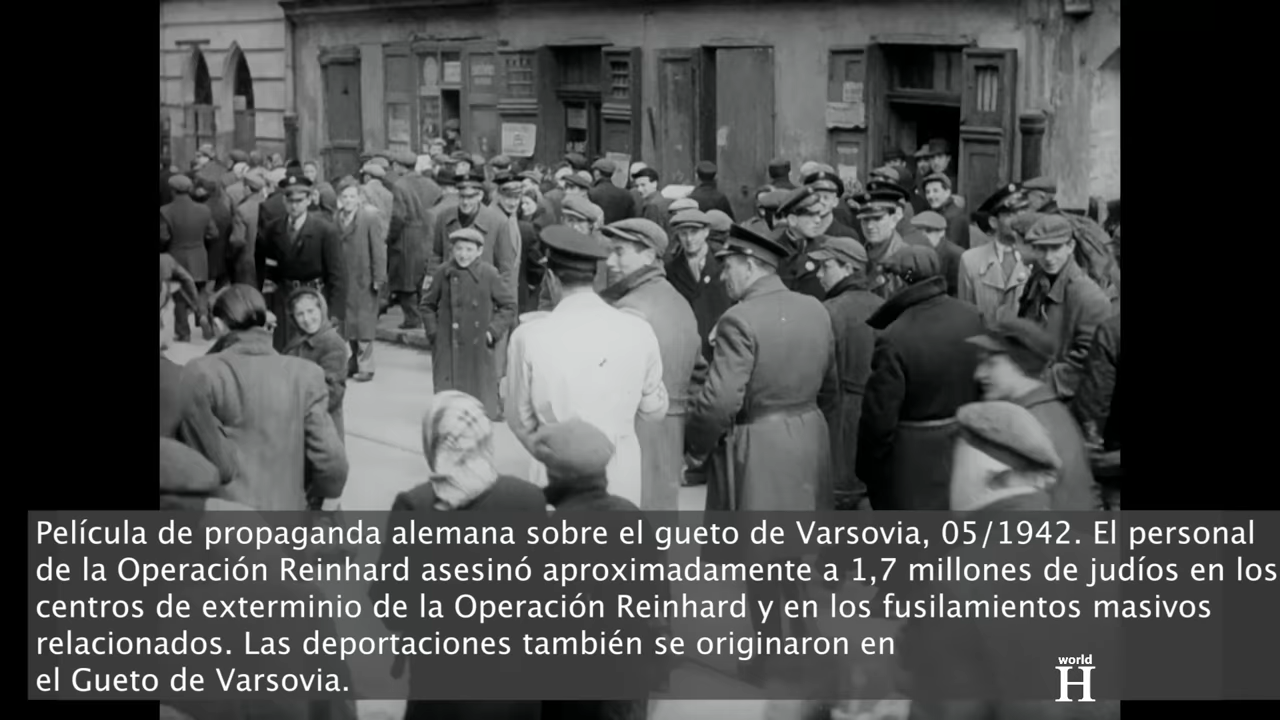 Película de propaganda alemana sobre el gueto de Varsovia, 05/1942. El personal
de la Operación Reinhard asesinó aproximadamente a 1,7 millones de judíos en los
centros de exterminio de la Operación Reinhard y en los fusilamientos masivos
relacionados. Las deportaciones también se originaron en
el Gueto de Varsovia.
world
H